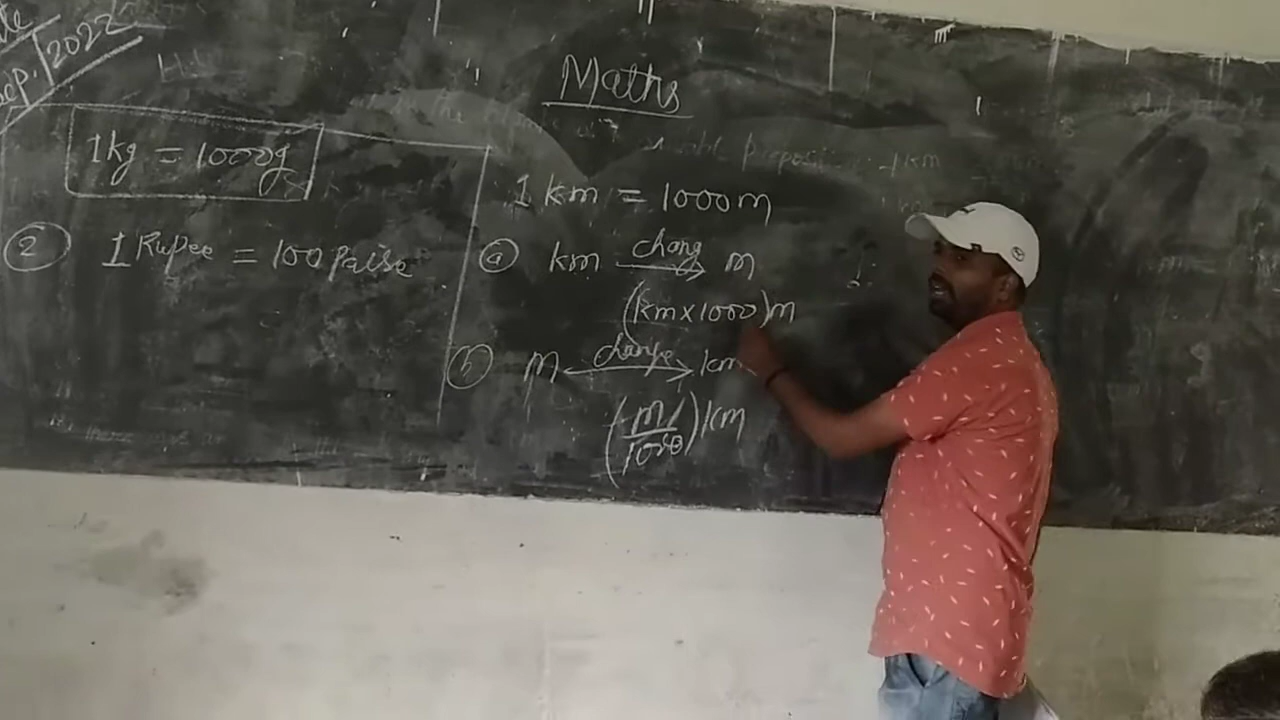 2022
Maths
1kg = 1000g
1 km = 1000m
2 1 Rupee = 100 Paise
a km chang m
(km×1000)m
b m change km
(m/1000)km